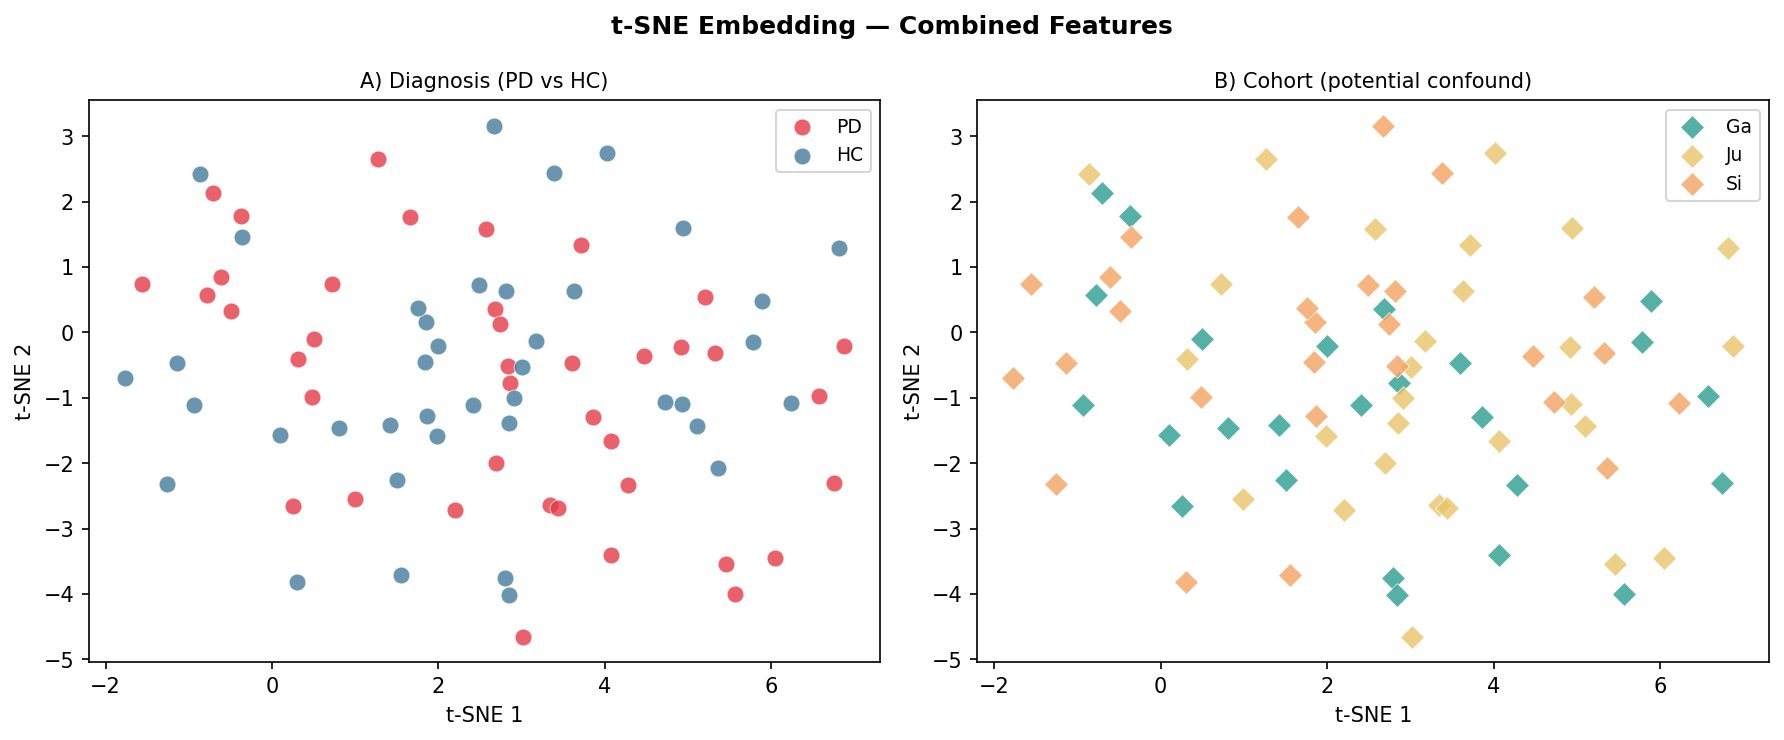 t-SNE Embedding — Combined Features
A) Diagnosis (PD vs HC)
PD
HC
3
2
1
0
−1
−2
−3
−4
−5
t-SNE 2
−2
0
2
4
6
t-SNE 1
B) Cohort (potential confound)
Ga
Ju
Si
3
2
1
0
−1
−2
−3
−4
−5
t-SNE 2
−2
0
2
4
6
t-SNE 1